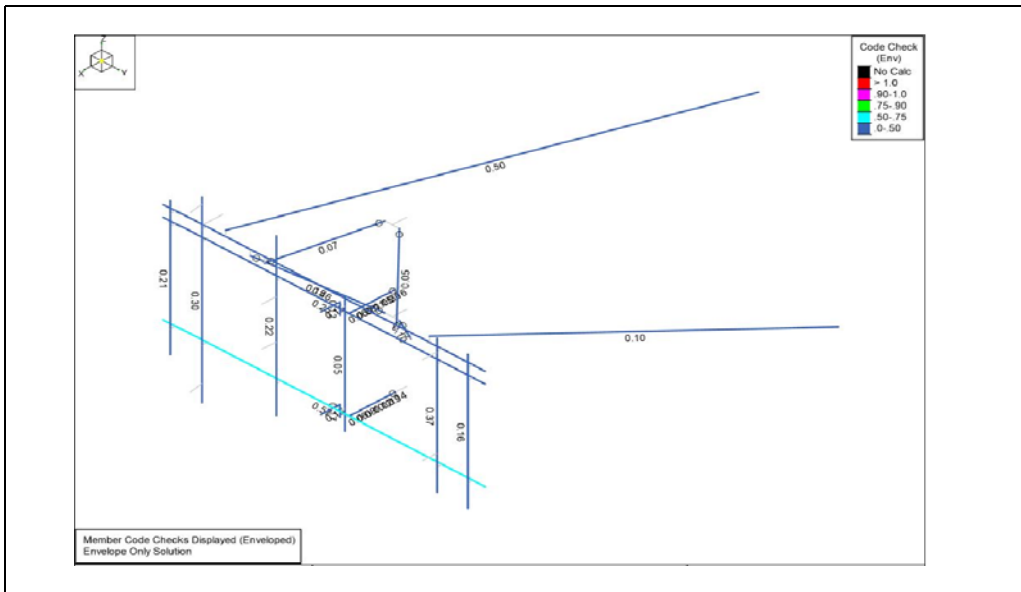 Z
X
Y
Code Check
(Env)
No Calc
> 1.0
.90-1.0
.75-.90
.50-.75
.0-.50
0.50
0.07
0.21
0.30
0.22
0.05
0.10
0.37
0.16
Member Code Checks Displayed (Enveloped)
Envelope Only Solution